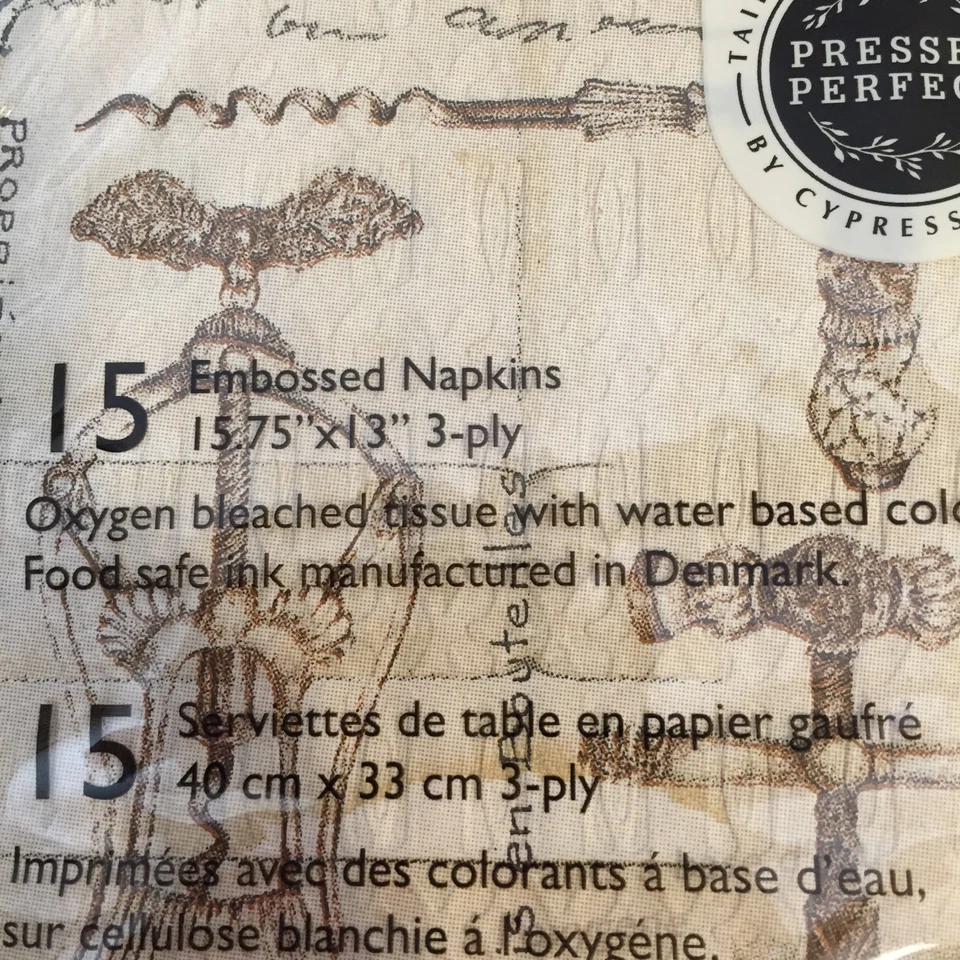 TAIL
PRESSE
PERFEC
BY CYPRESS
PROPRIÉ
15 Embossed Napkins
15.75”x13” 3-ply
Oxygen bleached tissue with water based colo
Food safe ink manufactured in Denmark.
15 Serviettes de table en papier gaufré
40 cm x 33 cm 3-ply
Imprimées avec des colorants á base d'eau,
sur cellulose blanchie á l'oxygéne.